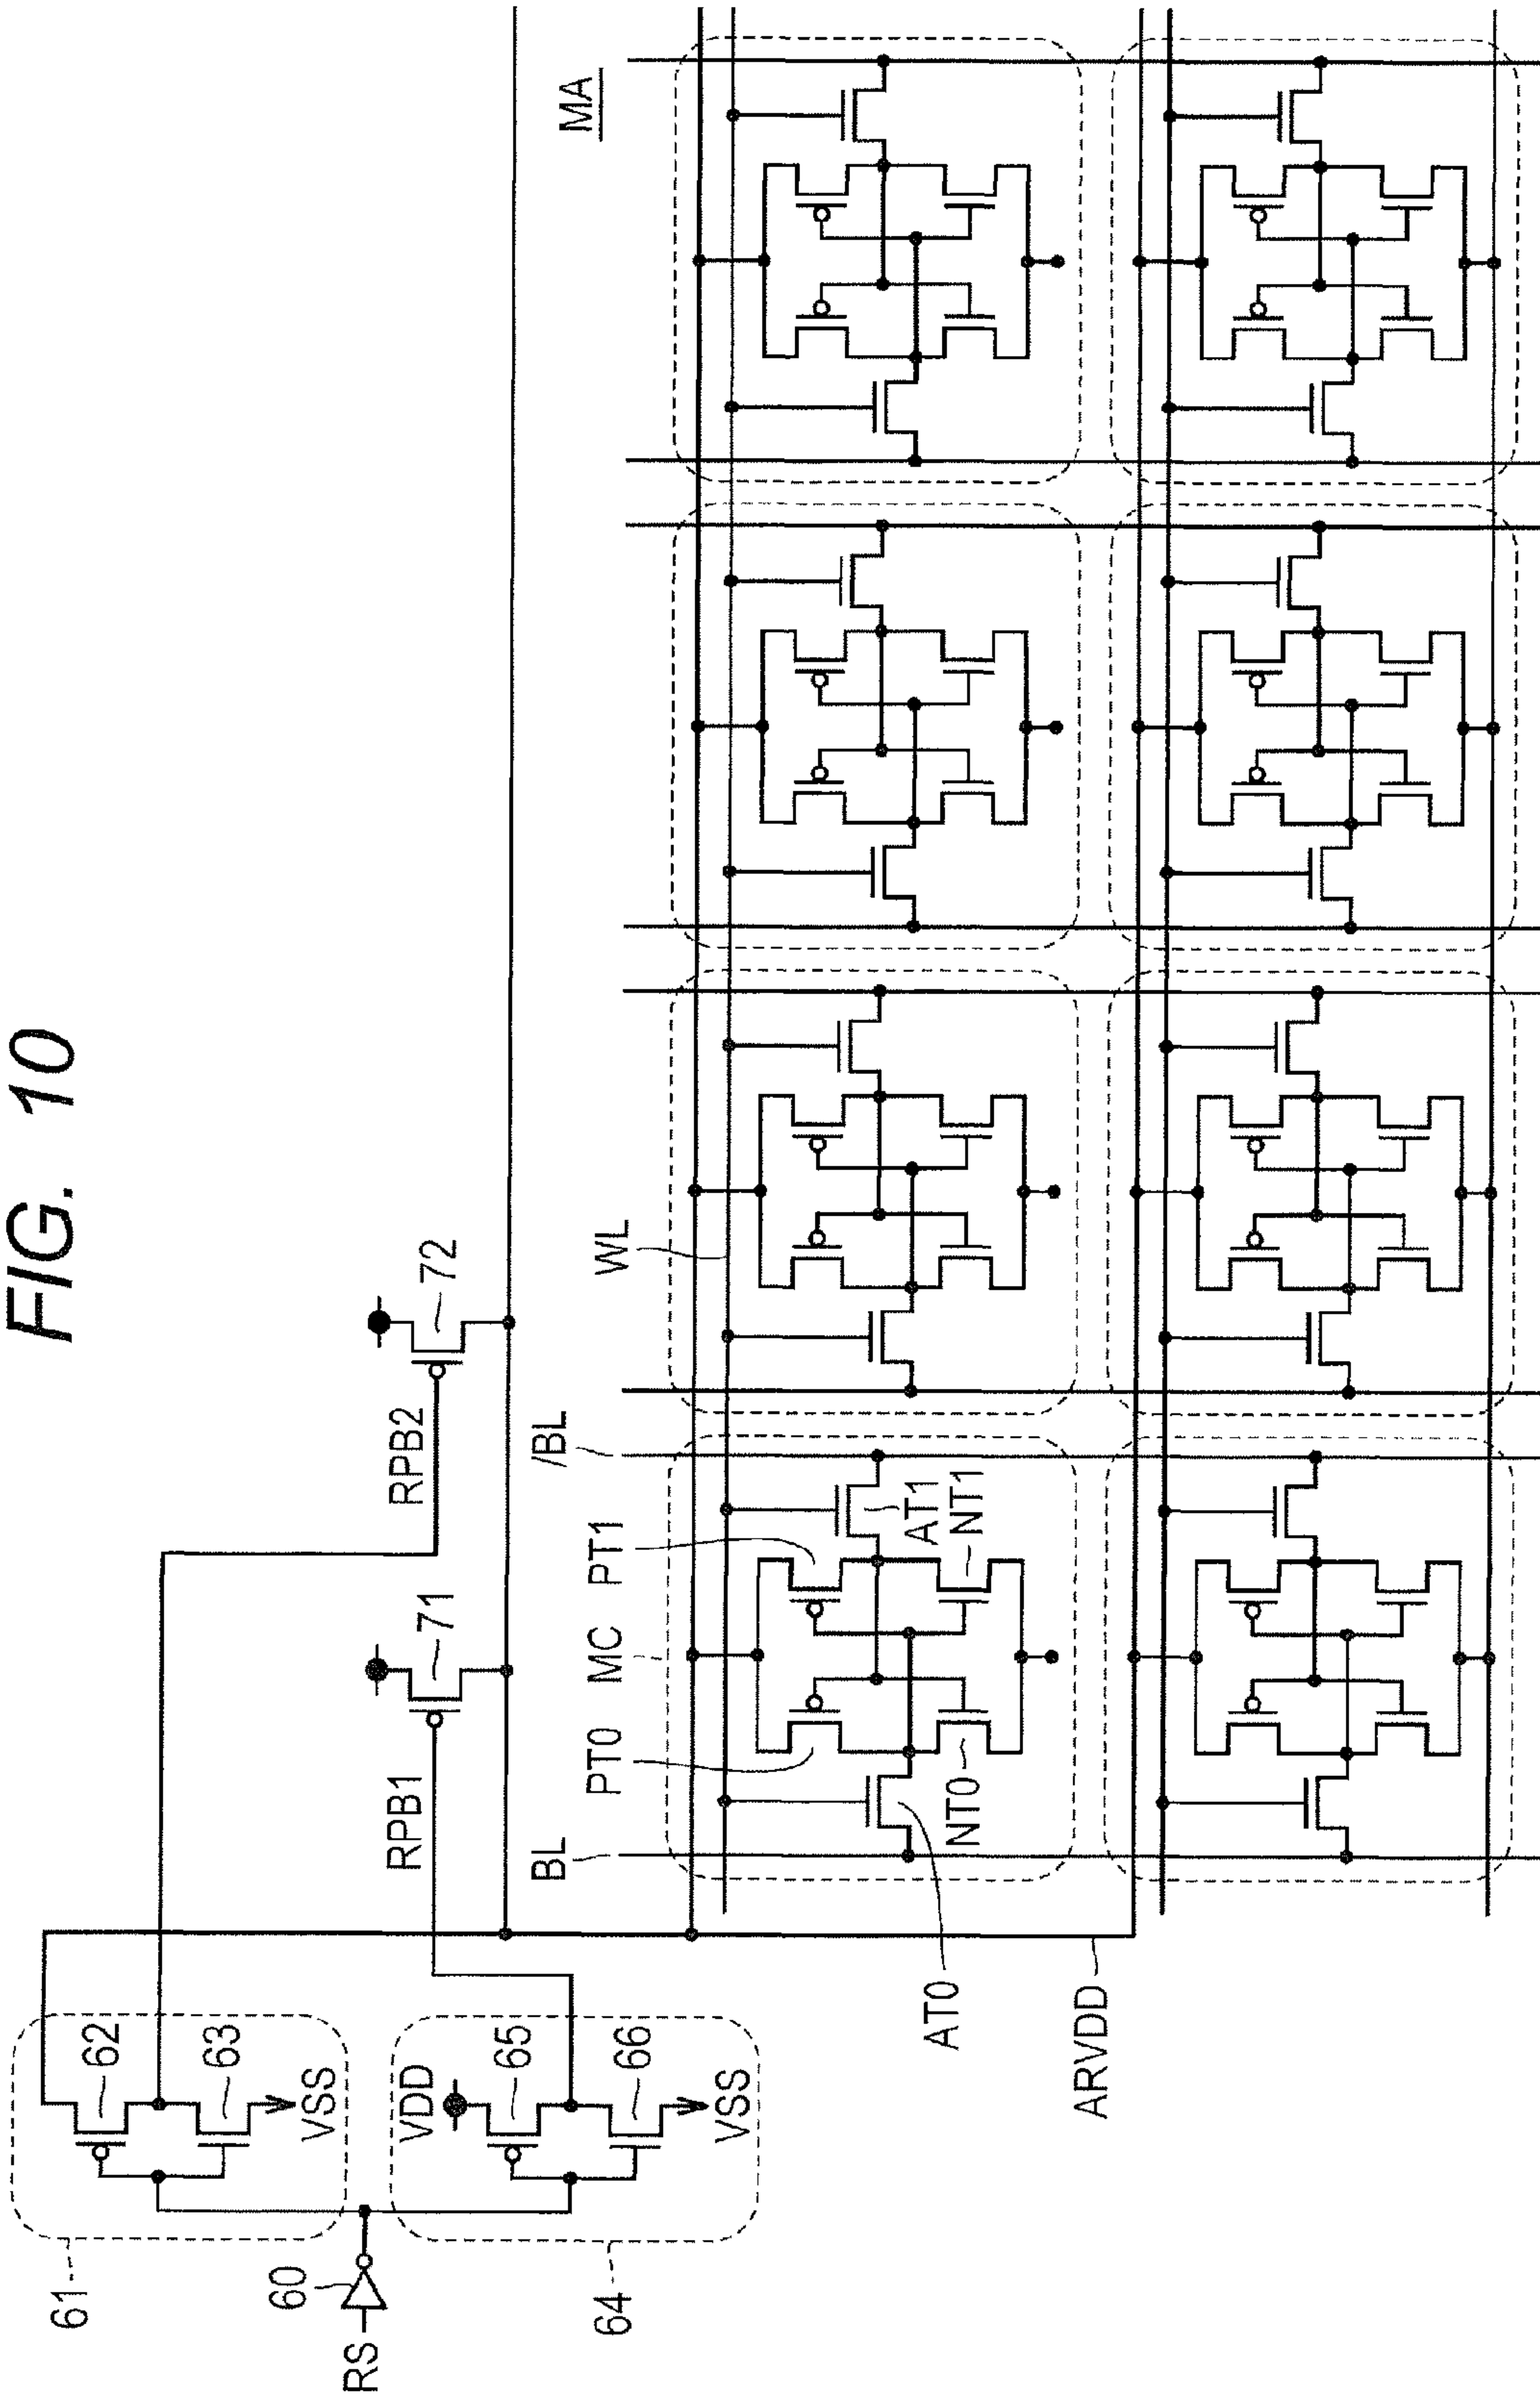 FIG. 10
61
62
63
VSS
RS
60
VDD
65
66
VSS
64
RPB1
71
RPB2
72
MA
BL
/BL
WL
PT0
MC
PT1
AT1
NT1
NT0
AT0
ARVDD